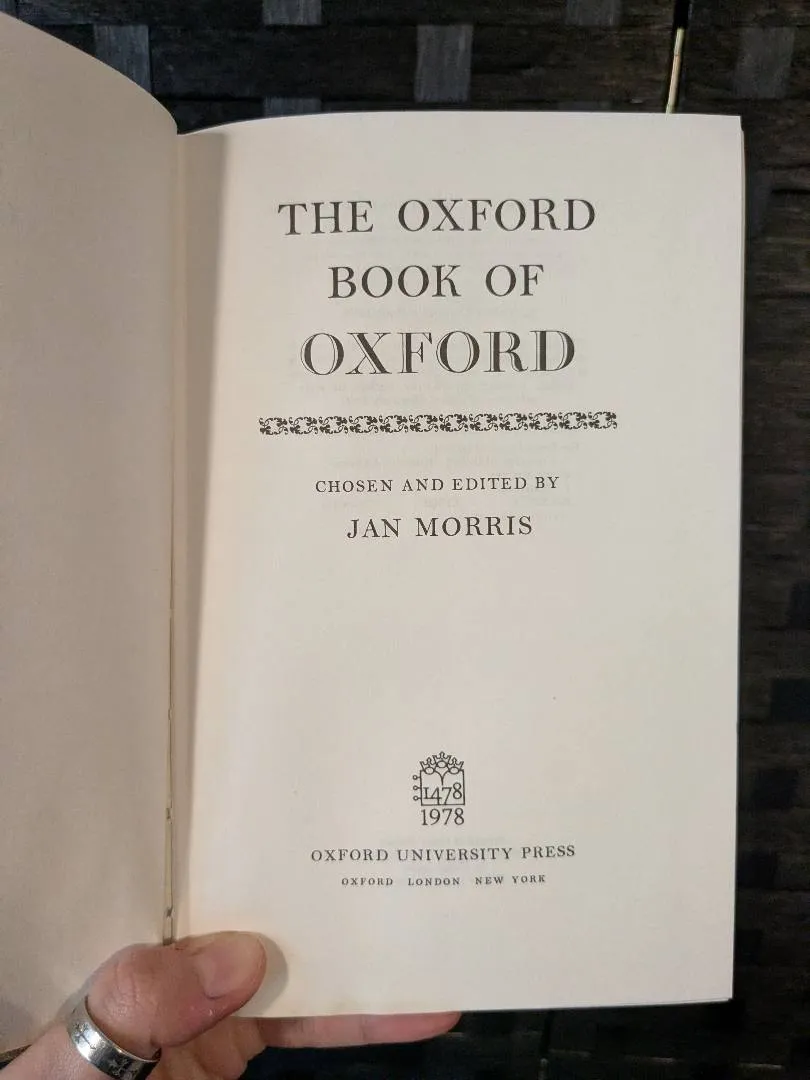 THE OXFORD
BOOK OF
OXFORD
CHOSEN AND EDITED BY
JAN MORRIS
1478
1978
OXFORD UNIVERSITY PRESS
OXFORD LONDON NEW YORK